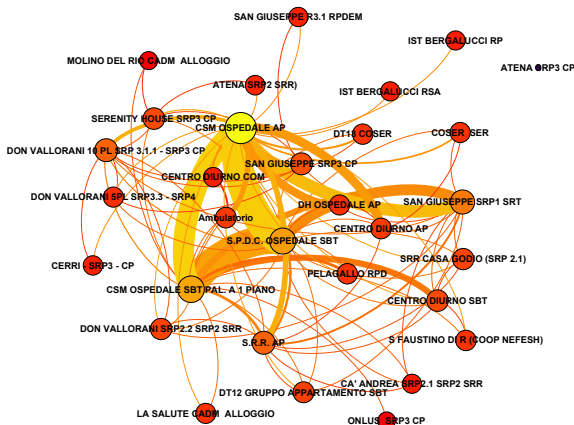 SAN GIUSEPPE R3.1 RPDEM
IST BERGALUCCI RP
MOLINO DEL RIO CADM  ALLOGGIO
ATENA SRP3 CP
ATENA (SRP2 SRR)
IST BERGALUCCI RSA
SERENITY HOUSE SRP3 CP
CSM OSPEDALE AP
DT13 COSER
COSER  SER
DON VALLORANI 10 PL SRP 3.1.1 - SRP3 CP
SAN GIUSEPPE SRP3 CP
CENTRO DIURNO COM
DON VALLORANI 5PL SRP3.3 - SRP4
DH OSPEDALE AP
SAN GIUSEPPE SRP1 SRT
Ambulatorio
CENTRO DIURNO AP
S.P.D.C. OSPEDALE SBT
CERRI - SRP3 - CP
SRR CASA GODIO (SRP 2.1)
PELAGALLO RPD
CSM OSPEDALE SBT PAL. A 1 PIANO
CENTRO DIURNO SBT
DON VALLORANI SRP2.2 SRP2 SRR
S.R.R. AP
S FAUSTINO DI R (COOP NEFESH)
CA' ANDREA SRP2.1 SRP2 SRR
DT12 GRUPPO APPARTAMENTO SBT
LA SALUTE CADM  ALLOGGIO
ONLUS  SRP3 CP